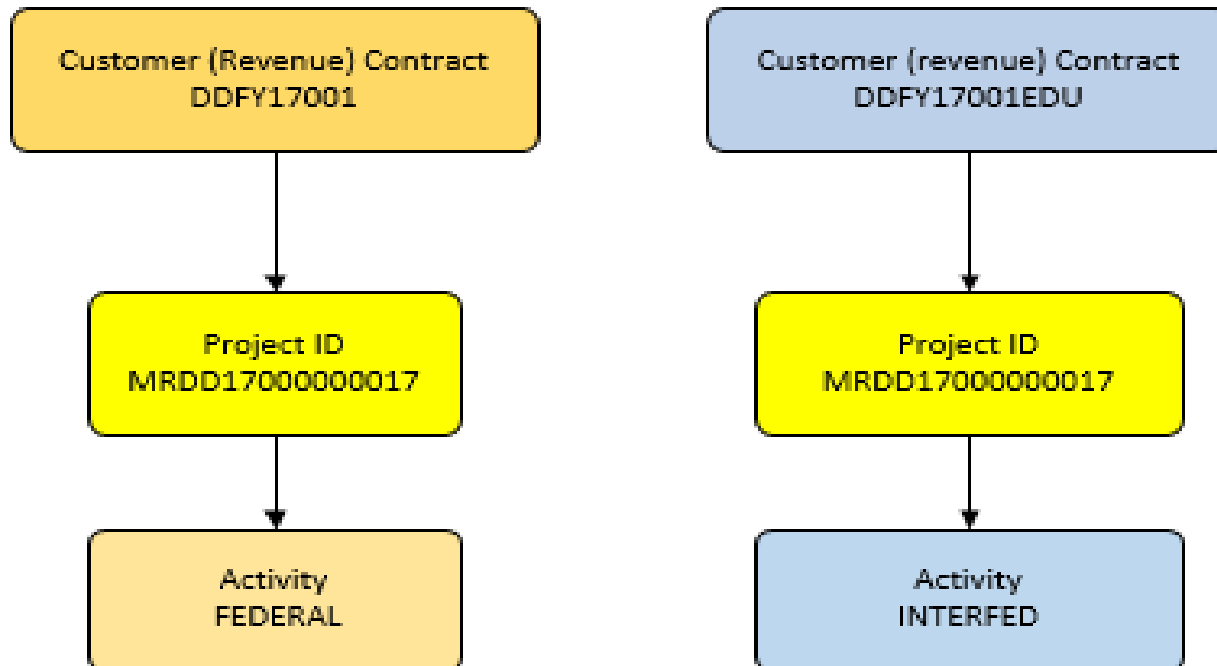 Customer (Revenue) Contract
DDFY17001
Customer (revenue) Contract
DDFY17001EDU
Project ID
MRDD17000000017
Project ID
MRDD17000000017
Activity
FEDERAL
Activity
INTERFED